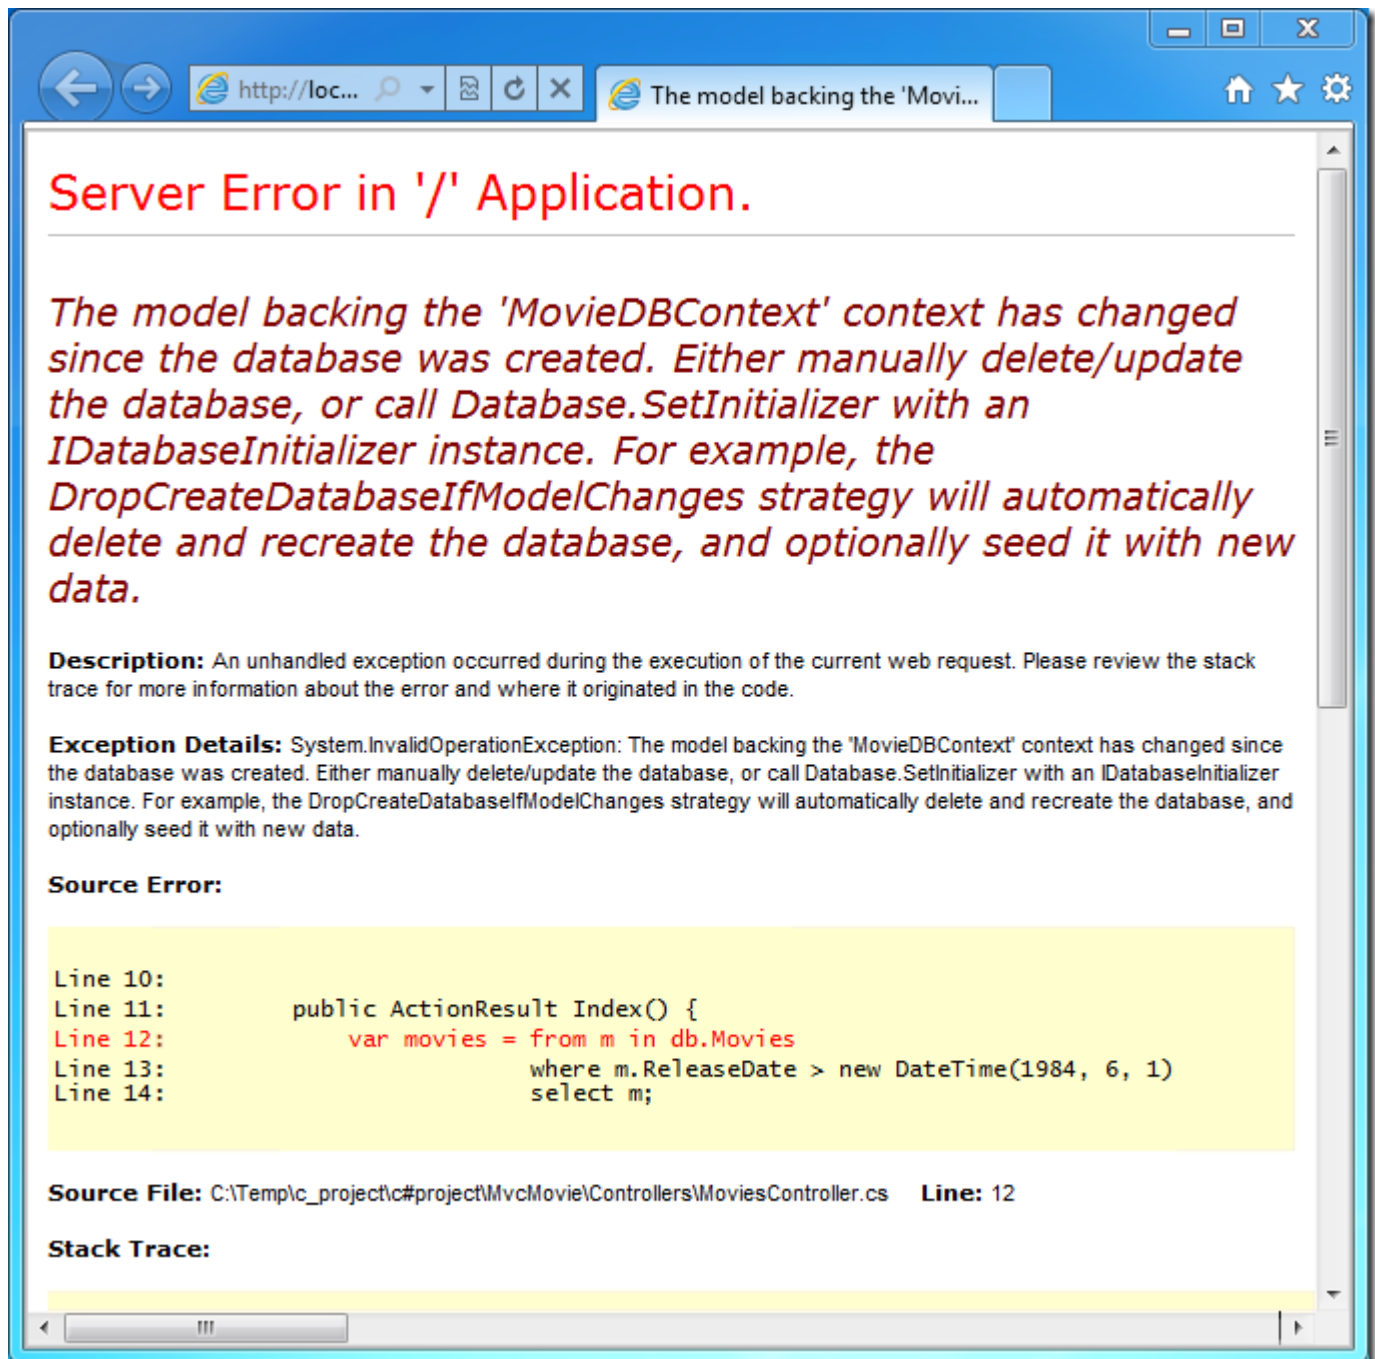 http://loc...
The model backing the 'Movi...
Server Error in '/' Application.
The model backing the 'MovieDBContext' context has changed
since the database was created. Either manually delete/update
the database, or call Database.SetInitializer with an
IDatabaseInitializer instance. For example, the
DropCreateDatabaseIfModelChanges strategy will automatically
delete and recreate the database, and optionally seed it with new
data.
Description: An unhandled exception occurred during the execution of the current web request. Please review the stack
trace for more information about the error and where it originated in the code.
Exception Details: System.InvalidOperationException: The model backing the 'MovieDBContext' context has changed since
the database was created. Either manually delete/update the database, or call Database.SetInitializer with an IDatabaseInitializer
instance. For example, the DropCreateDatabaseIfModelChanges strategy will automatically delete and recreate the database, and
optionally seed it with new data.
Source Error:
Line 10:
Line 11:         public ActionResult Index() {
Line 12:             var movies = from m in db.Movies
Line 13:                          where m.ReleaseDate > new DateTime(1984, 6, 1)
Line 14:                          select m;
Source File: C:\Temp\c_project\c#project\MvcMovie\Controllers\MoviesController.cs    Line: 12
Stack Trace: